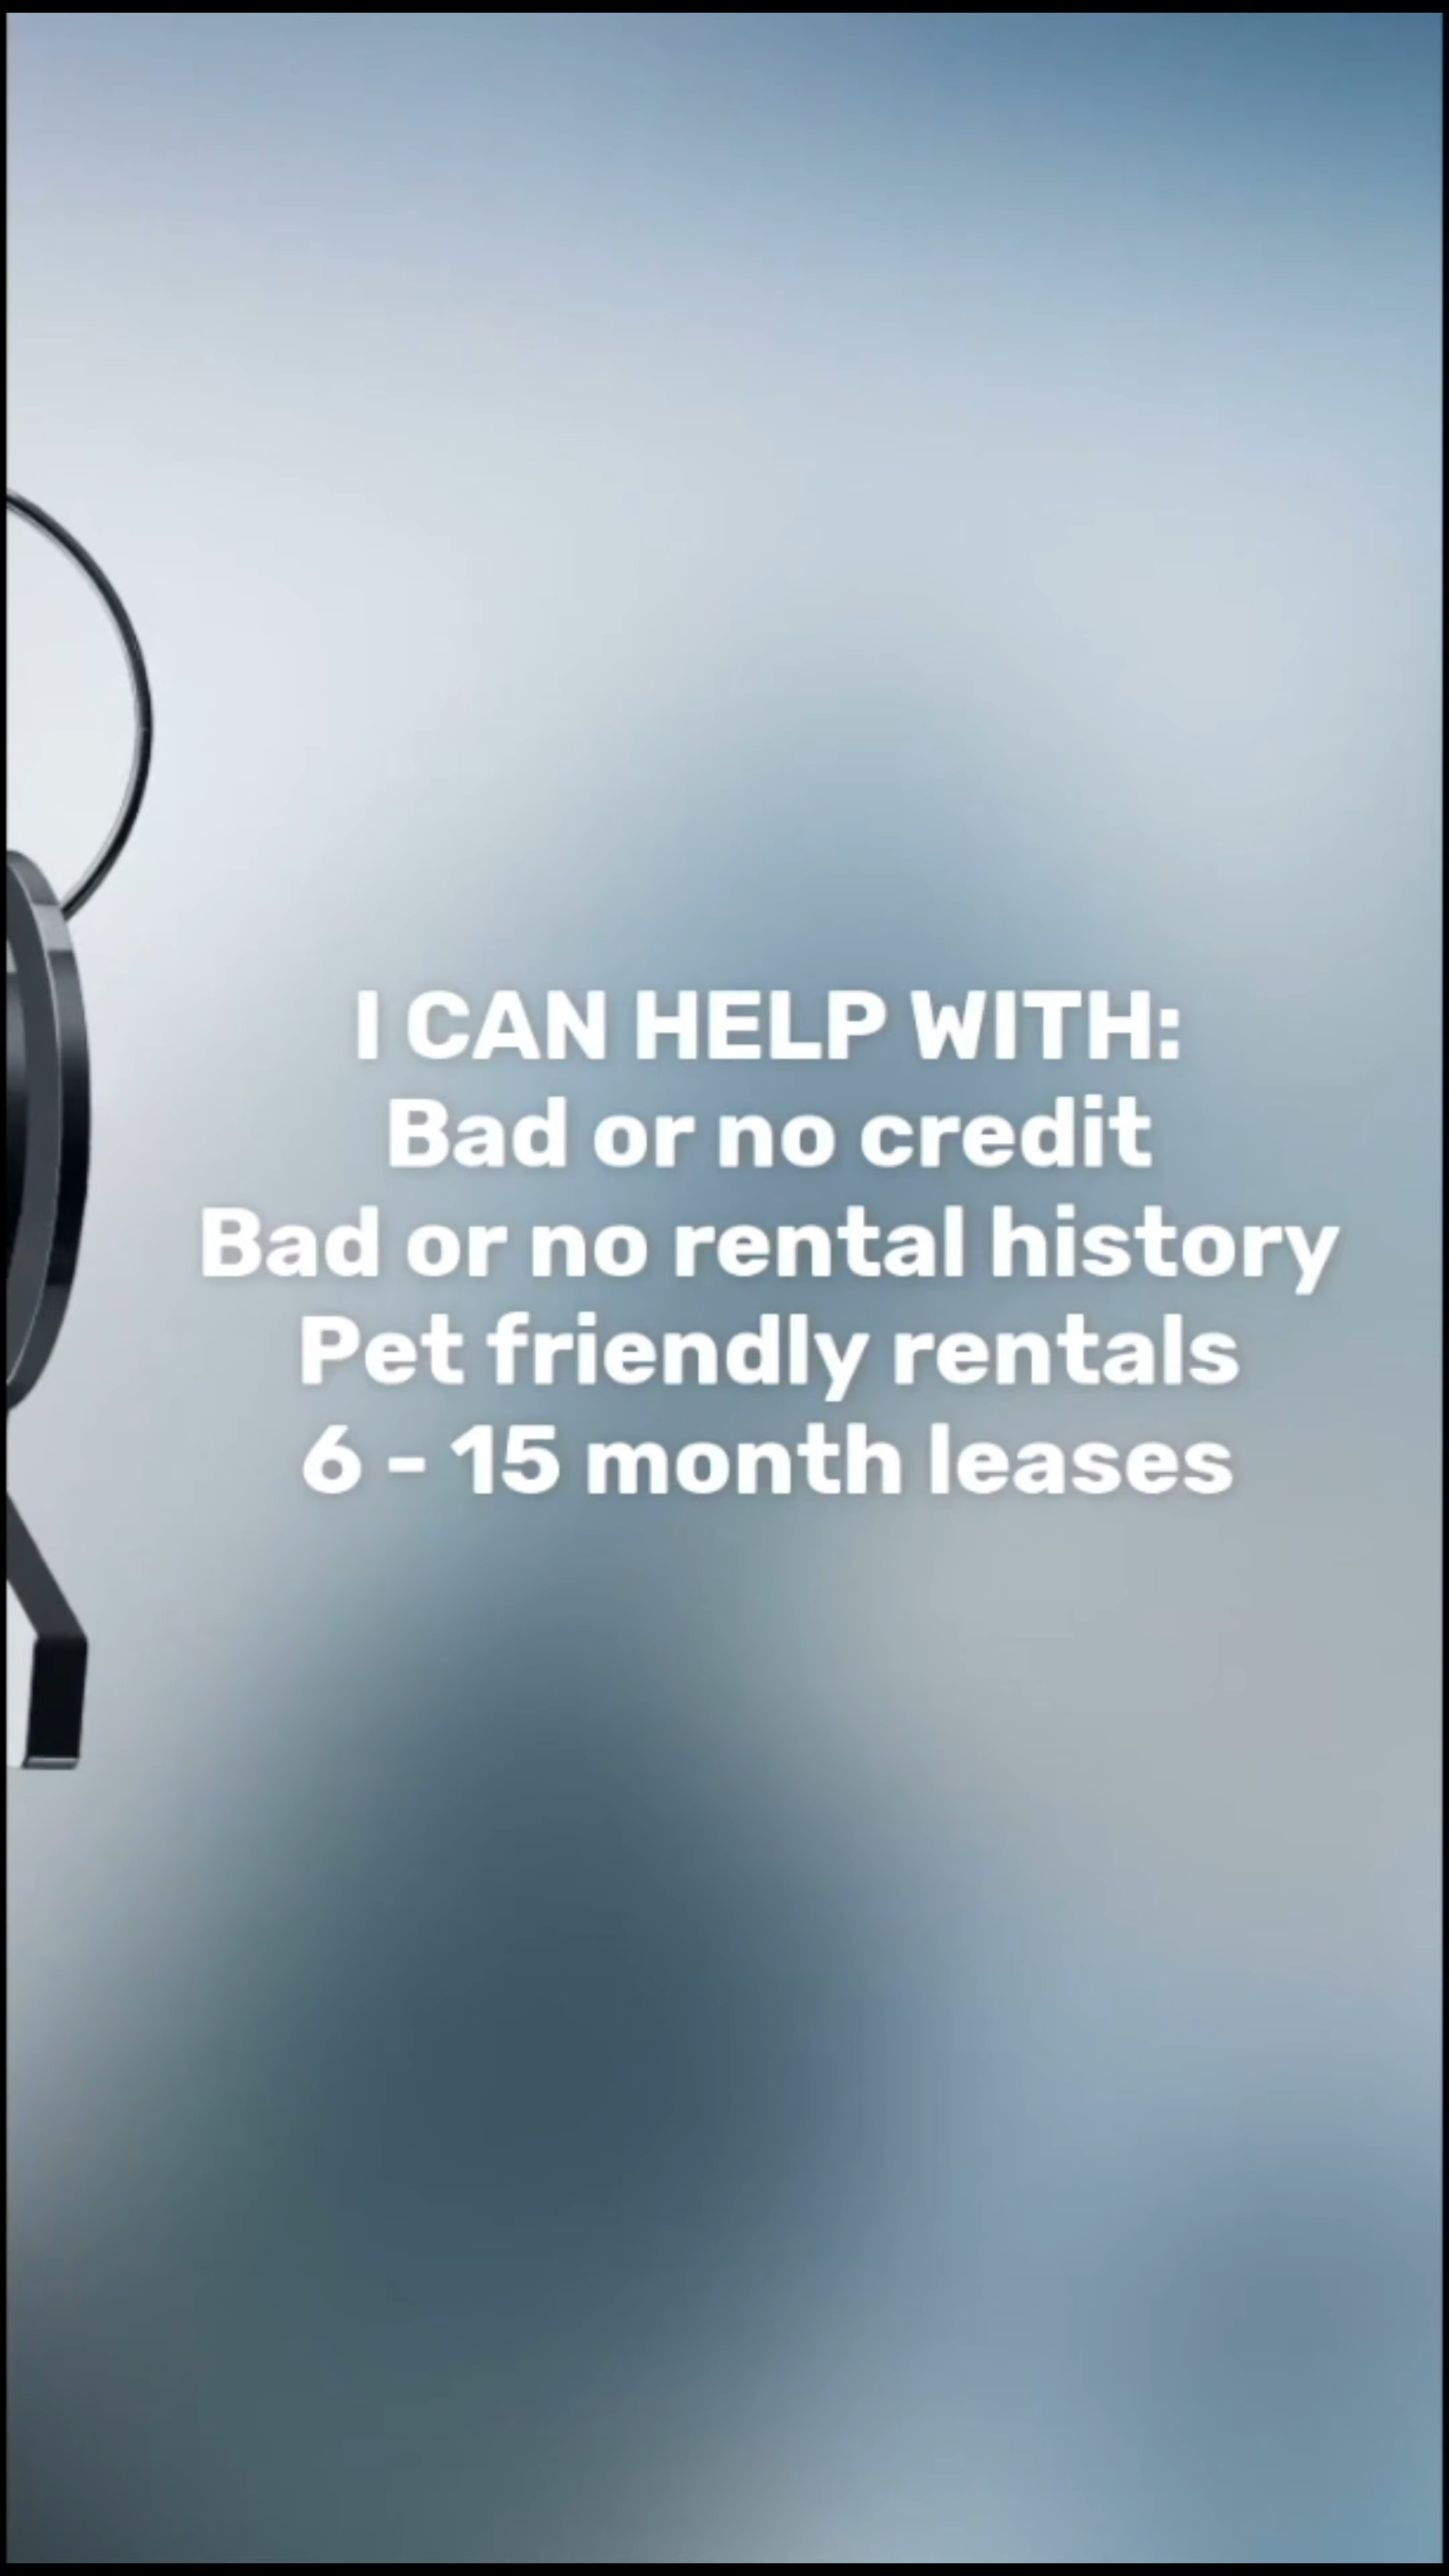 I CAN HELP WITH:
Bad or no credit
Bad or no rental history
Pet friendly rentals
6 - 15 month leases